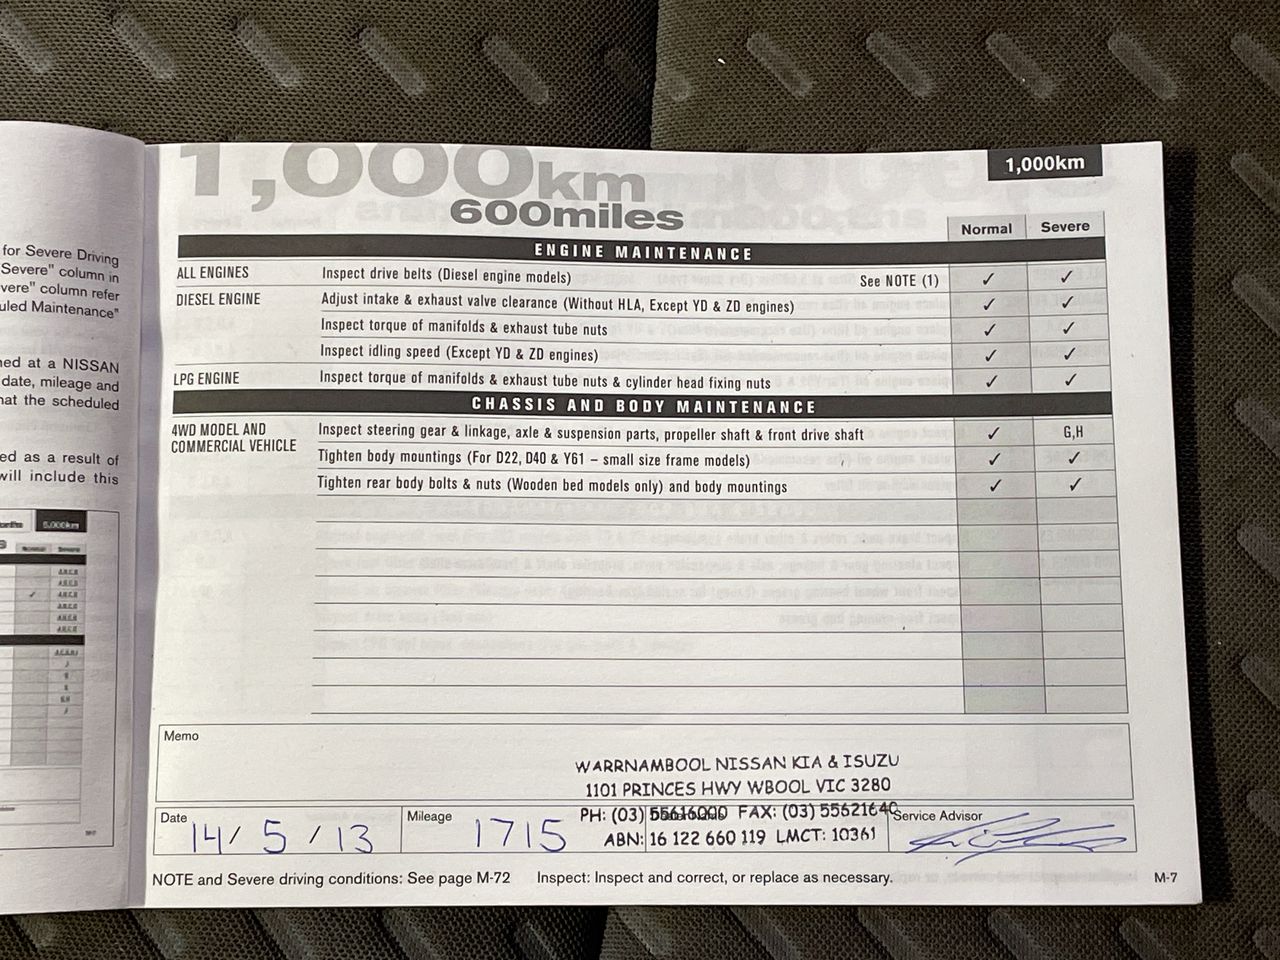 for Severe Driving
Severe" column in
vere" column refer
uled Maintenance"
ned at a NISSAN
date, mileage and
hat the scheduled
ed as a result of
will include this
5,000km
Normal Severe
1,000km
600miles
1,000km
Normal Severe
ENGINE MAINTENANCE
ALL ENGINES Inspect drive belts (Diesel engine models) See NOTE (1) ✓ ✓
DIESEL ENGINE Adjust intake & exhaust valve clearance (Without HLA, Except YD & ZD engines) ✓ ✓
Inspect torque of manifolds & exhaust tube nuts ✓ ✓
Inspect idling speed (Except YD & ZD engines) ✓ ✓
LPG ENGINE Inspect torque of manifolds & exhaust tube nuts & cylinder head fixing nuts ✓ ✓
CHASSIS AND BODY MAINTENANCE
4WD MODEL AND
COMMERCIAL VEHICLE
Inspect steering gear & linkage, axle & suspension parts, propeller shaft & front drive shaft ✓ G,H
Tighten body mountings (For D22, D40 & Y61 – small size frame models) ✓ ✓
Tighten rear body bolts & nuts (Wooden bed models only) and body mountings ✓ ✓
Memo
WARRNAMBOOL NISSAN KIA & ISUZU
1101 PRINCES HWY WBOOL VIC 3280
PH: (03) 55616000 FAX: (03) 55621640
ABN: 16 122 660 119 LMCT: 10361
Date 14/5/13
Mileage 1715
Service Advisor
NOTE and Severe driving conditions: See page M-72 Inspect: Inspect and correct, or replace as necessary.
M-7